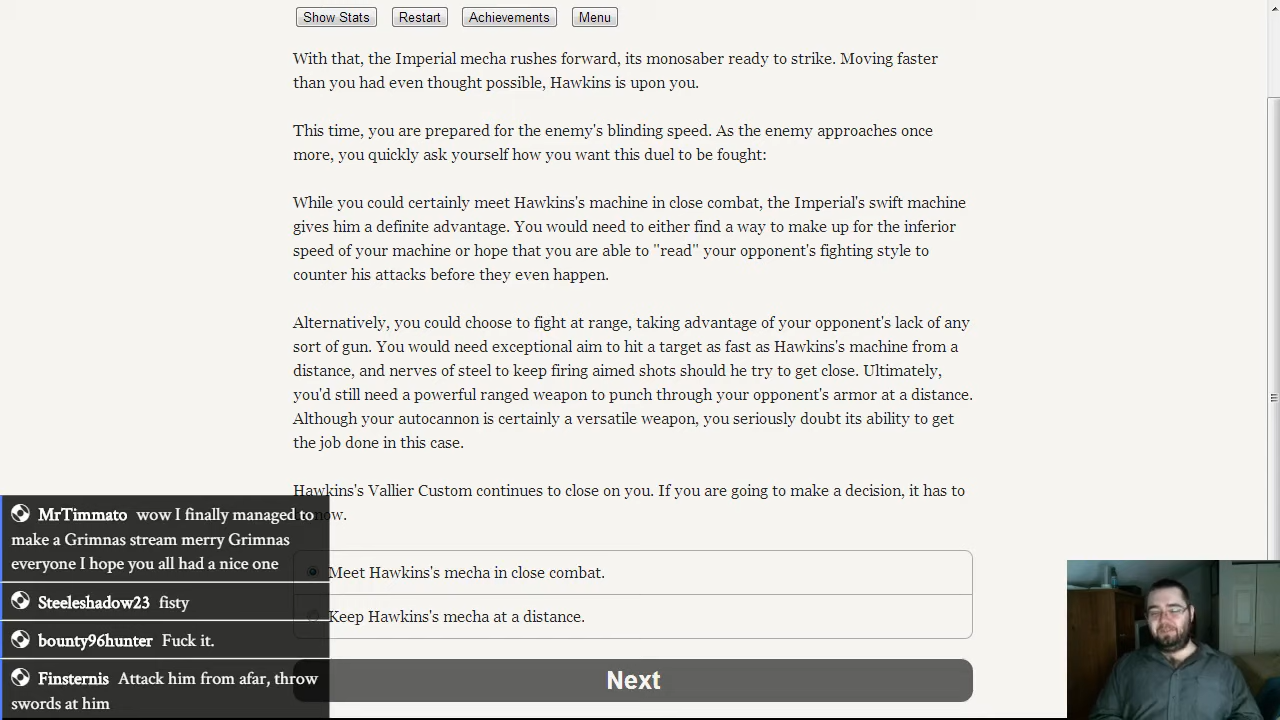 Show Stats Restart Achievements Menu
With that, the Imperial mecha rushes forward, its monosaber ready to strike. Moving faster
than you had even thought possible, Hawkins is upon you.
This time, you are prepared for the enemy's blinding speed. As the enemy approaches once
more, you quickly ask yourself how you want this duel to be fought:
While you could certainly meet Hawkins's machine in close combat, the Imperial's swift machine
gives him a definite advantage. You would need to either find a way to make up for the inferior
speed of your machine or hope that you are able to "read" your opponent's fighting style to
counter his attacks before they even happen.
Alternatively, you could choose to fight at range, taking advantage of your opponent's lack of any
sort of gun. You would need exceptional aim to hit a target as fast as Hawkins's machine from a
distance, and nerves of steel to keep firing aimed shots should he try to get close. Ultimately,
you'd still need a powerful ranged weapon to punch through your opponent's armor at a distance.
Although your autocannon is certainly a versatile weapon, you seriously doubt its ability to get
the job done in this case.
Hawkins's Vallier Custom continues to close on you. If you are going to make a decision, it has to
now.
Meet Hawkins's mecha in close combat.
Keep Hawkins's mecha at a distance.
Next
MrTimmato wow I finally managed to
make a Grimnas stream merry Grimnas
everyone I hope you all had a nice one
Steeleshadow23 fisty
bounty96hunter Fuck it.
Finsternis Attack him from afar, throw
swords at him